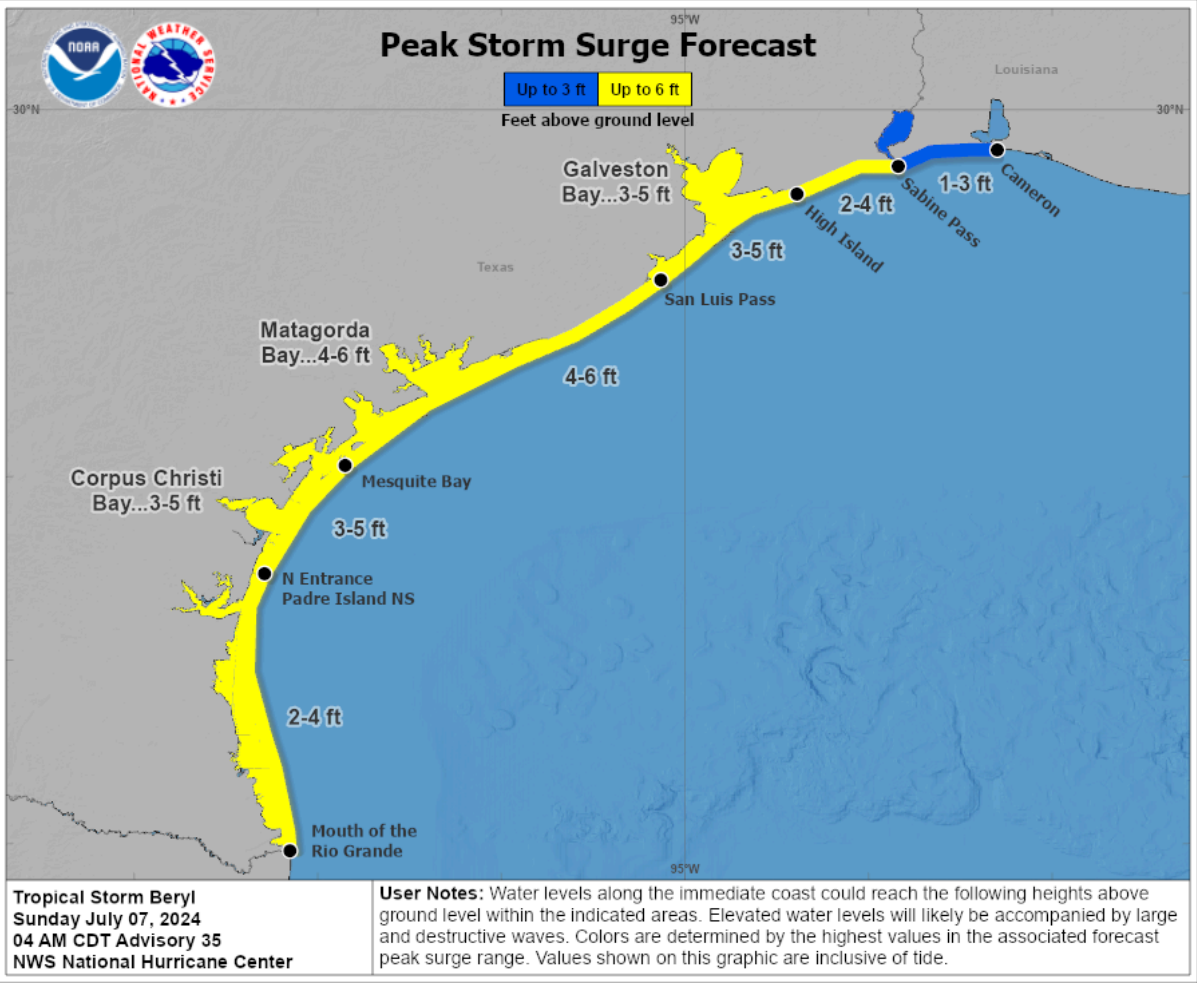 95°W
Peak Storm Surge Forecast
NOAA
NATIONAL WEATHER SERVICE
Up to 3 ft Up to 6 ft
Feet above ground level
Louisiana
30°N
30°N
Galveston
Bay...3-5 ft
Cameron
1-3 ft
Sabine Pass
2-4 ft
High Island
3-5 ft
Texas
San Luis Pass
Matagorda
Bay...4-6 ft
4-6 ft
Corpus Christi
Bay...3-5 ft
Mesquite Bay
3-5 ft
N Entrance
Padre Island NS
2-4 ft
Mouth of the
Rio Grande
95°W
Tropical Storm Beryl
Sunday July 07, 2024
04 AM CDT Advisory 35
NWS National Hurricane Center
User Notes: Water levels along the immediate coast could reach the following heights above
ground level within the indicated areas. Elevated water levels will likely be accompanied by large
and destructive waves. Colors are determined by the highest values in the associated forecast
peak surge range. Values shown on this graphic are inclusive of tide.